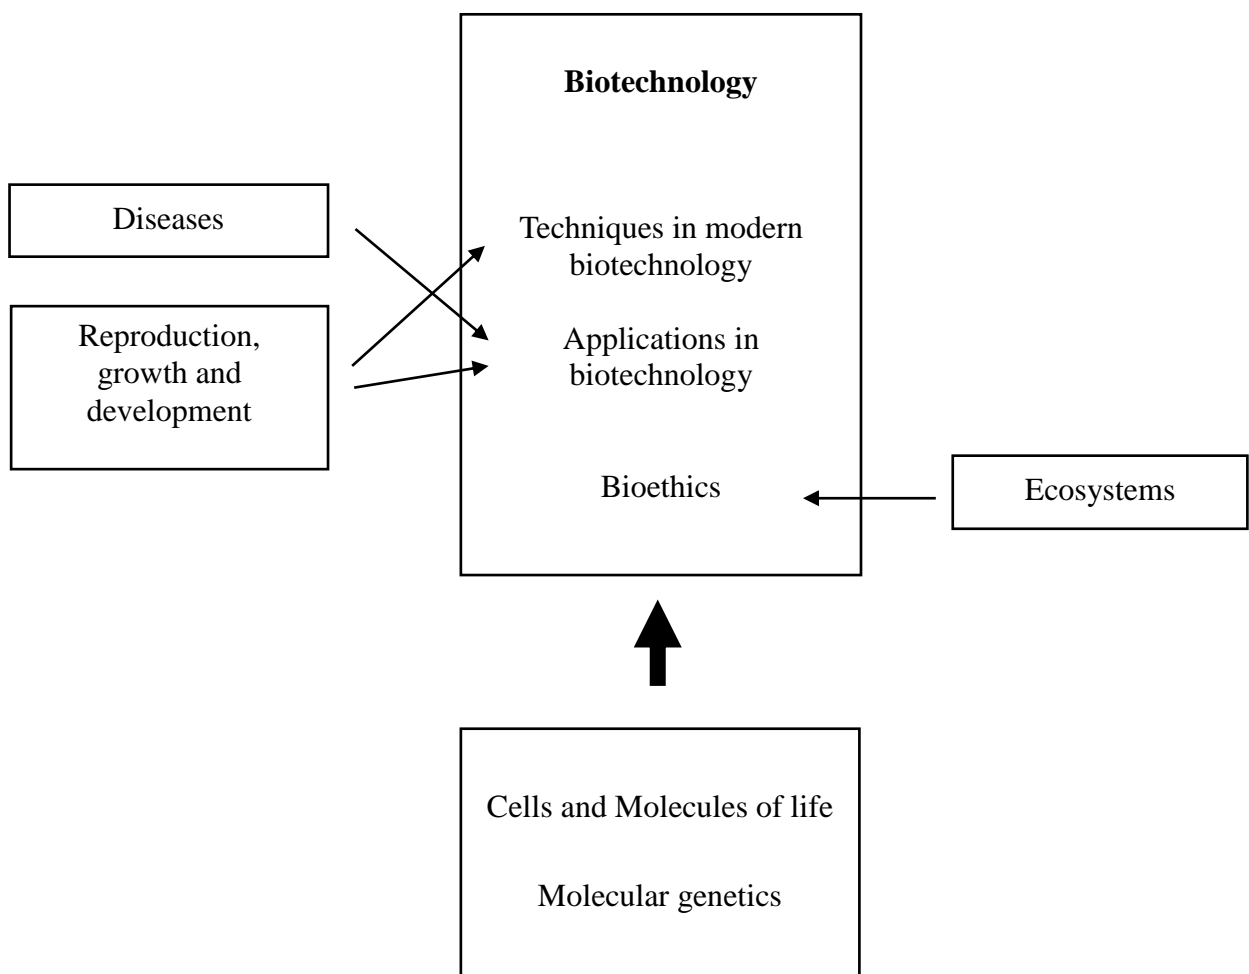 Biotechnology
Diseases
Techniques in modern
biotechnology
Reproduction,
growth and
development
Applications in
biotechnology
Bioethics
Ecosystems
Cells and Molecules of life
Molecular genetics